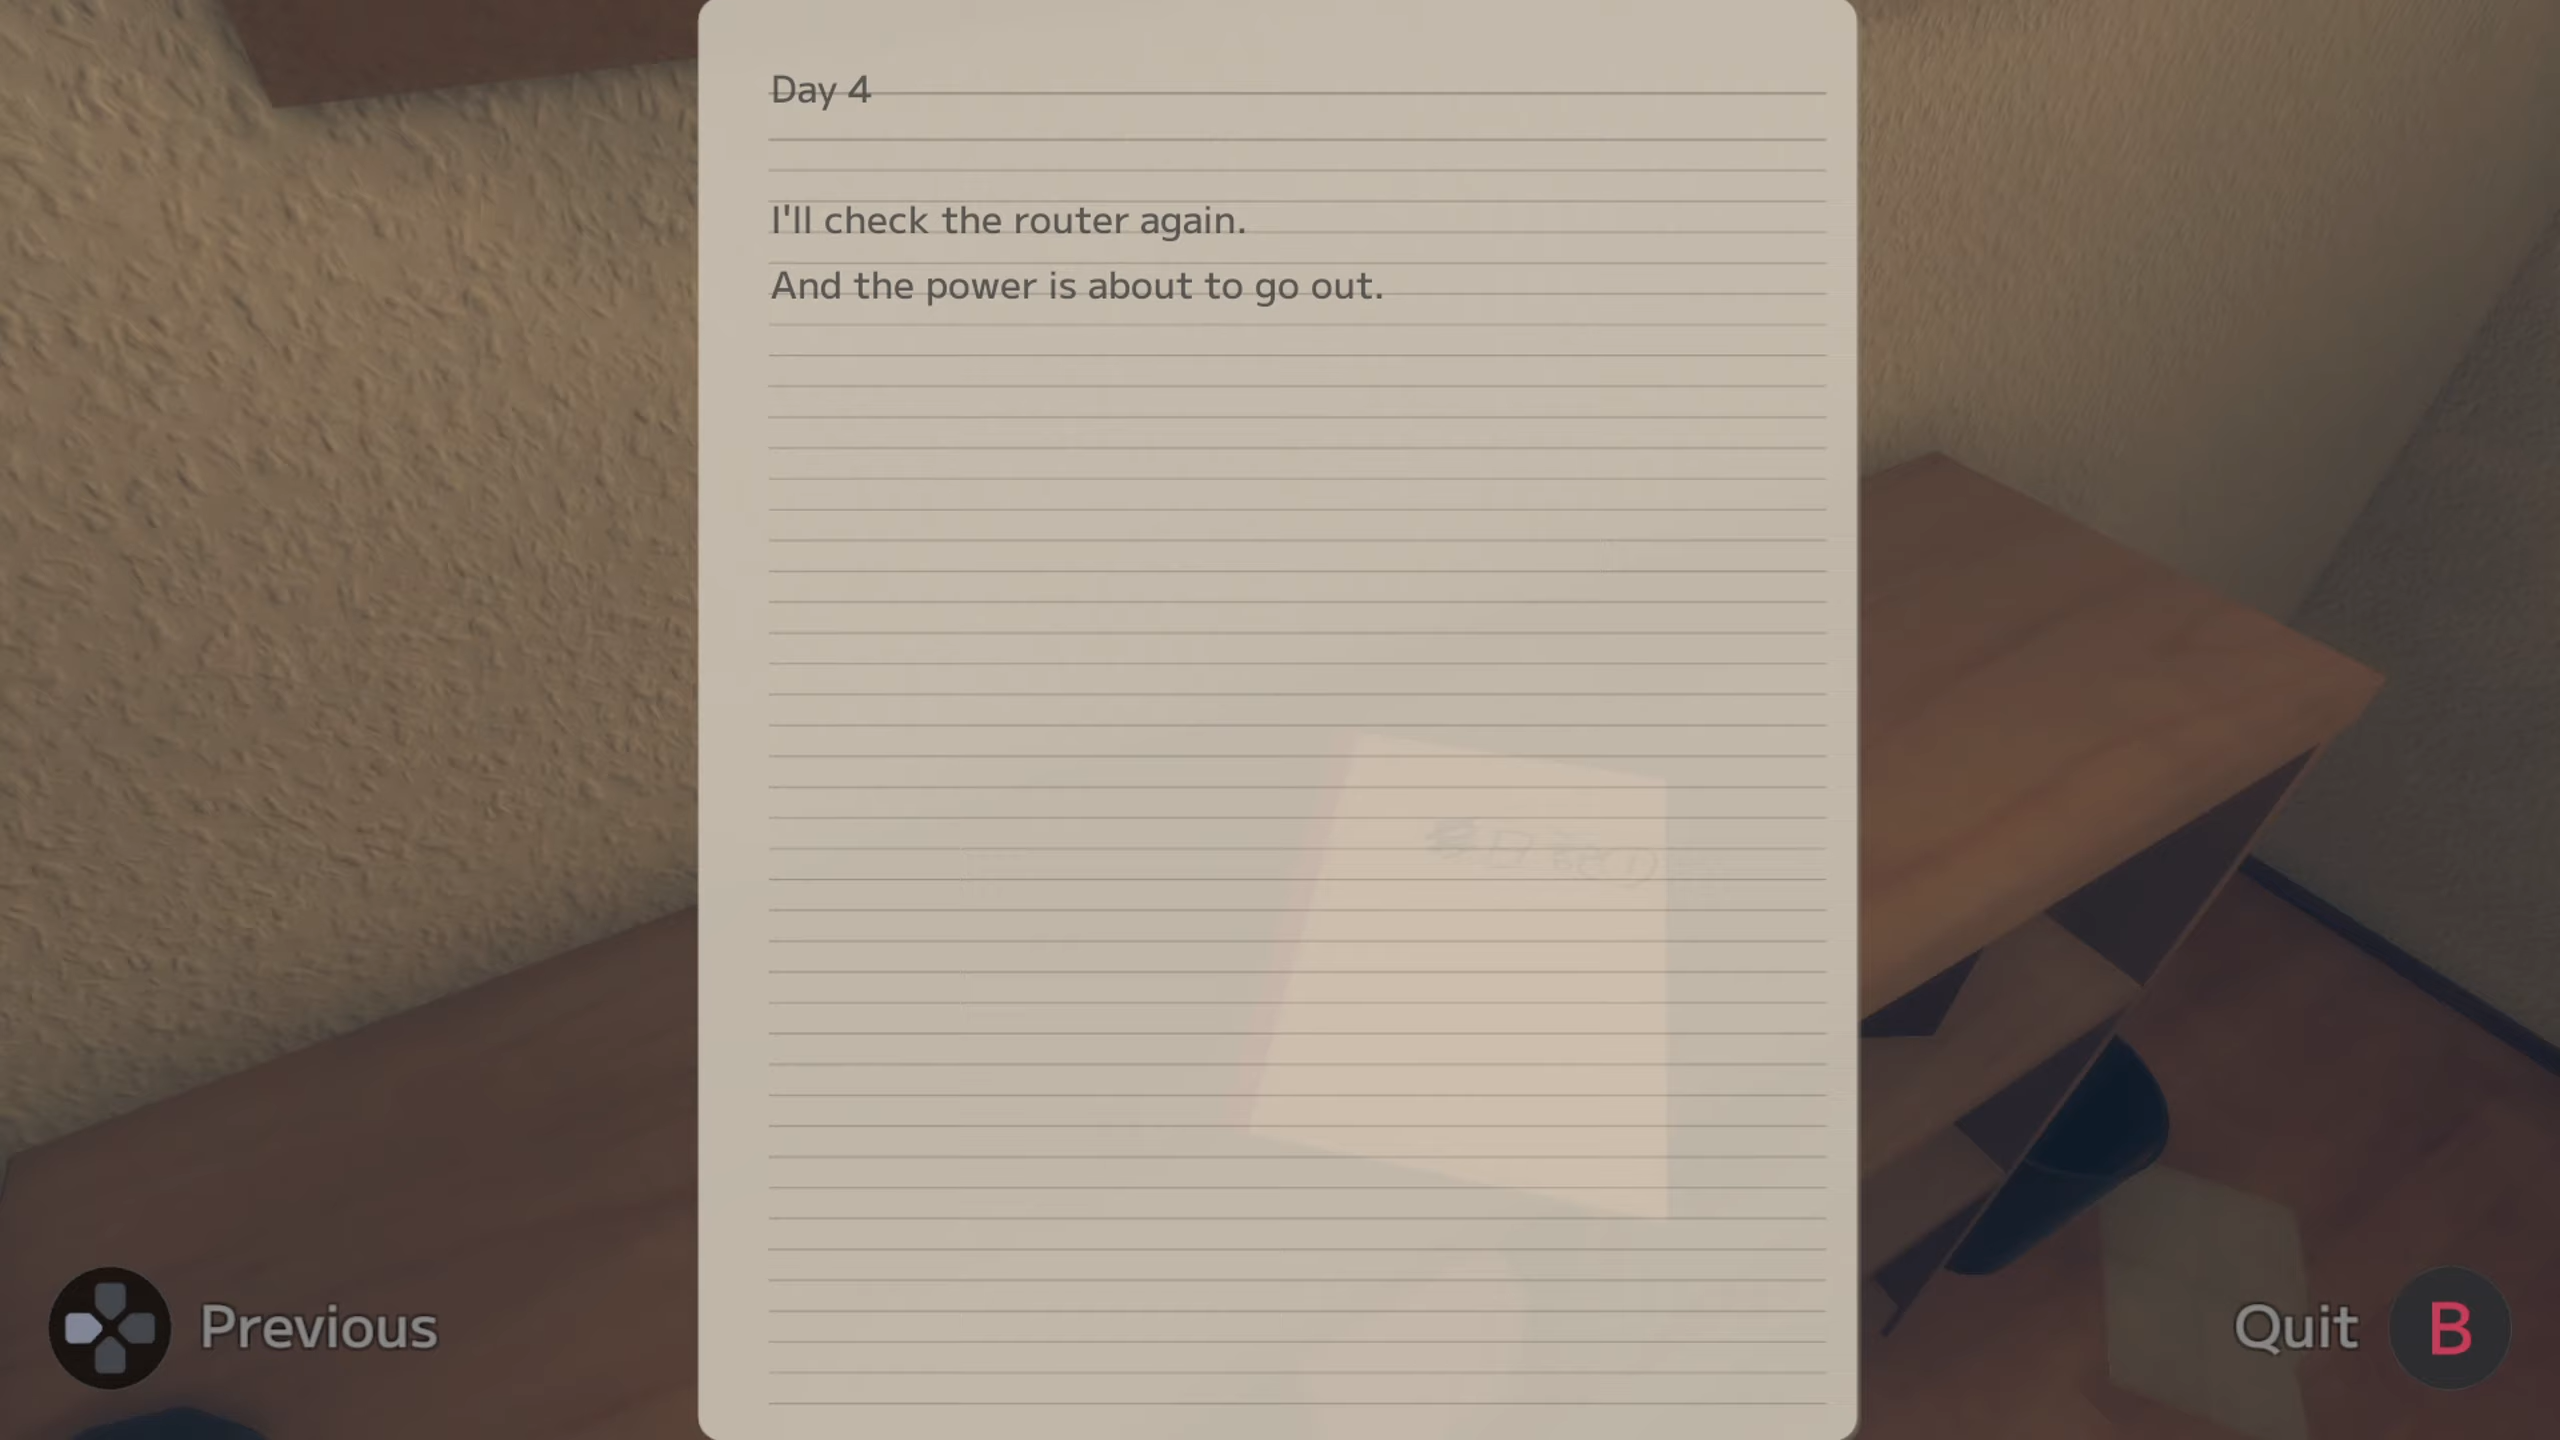 Day 4
I'll check the router again.
And the power is about to go out.
Previous
Quit B